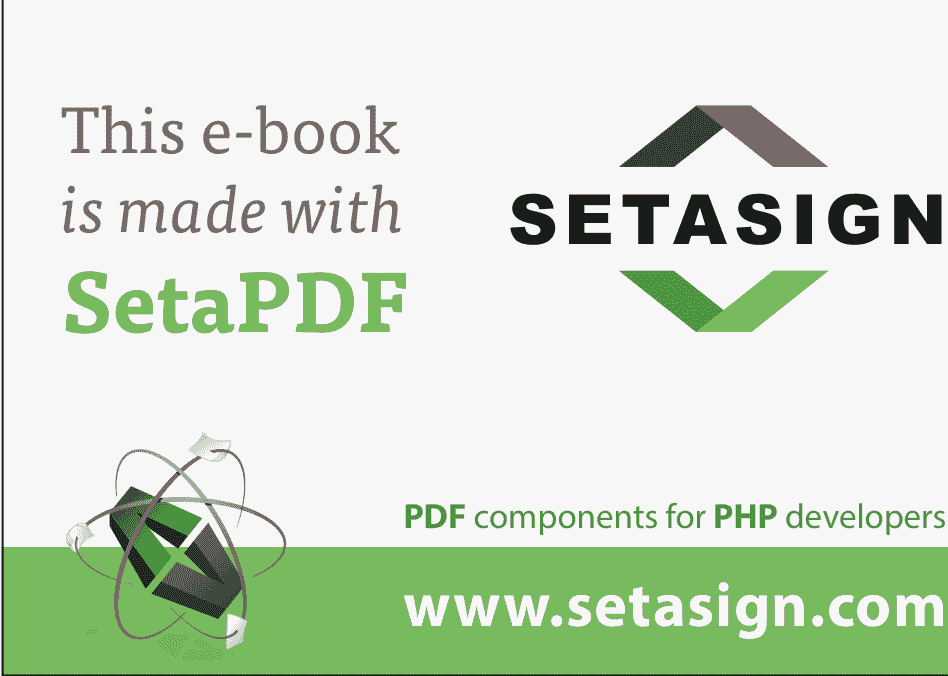 This e-book
is made with
SetaPDF
SETASIGN
PDF components for PHP developers
www.setasign.com